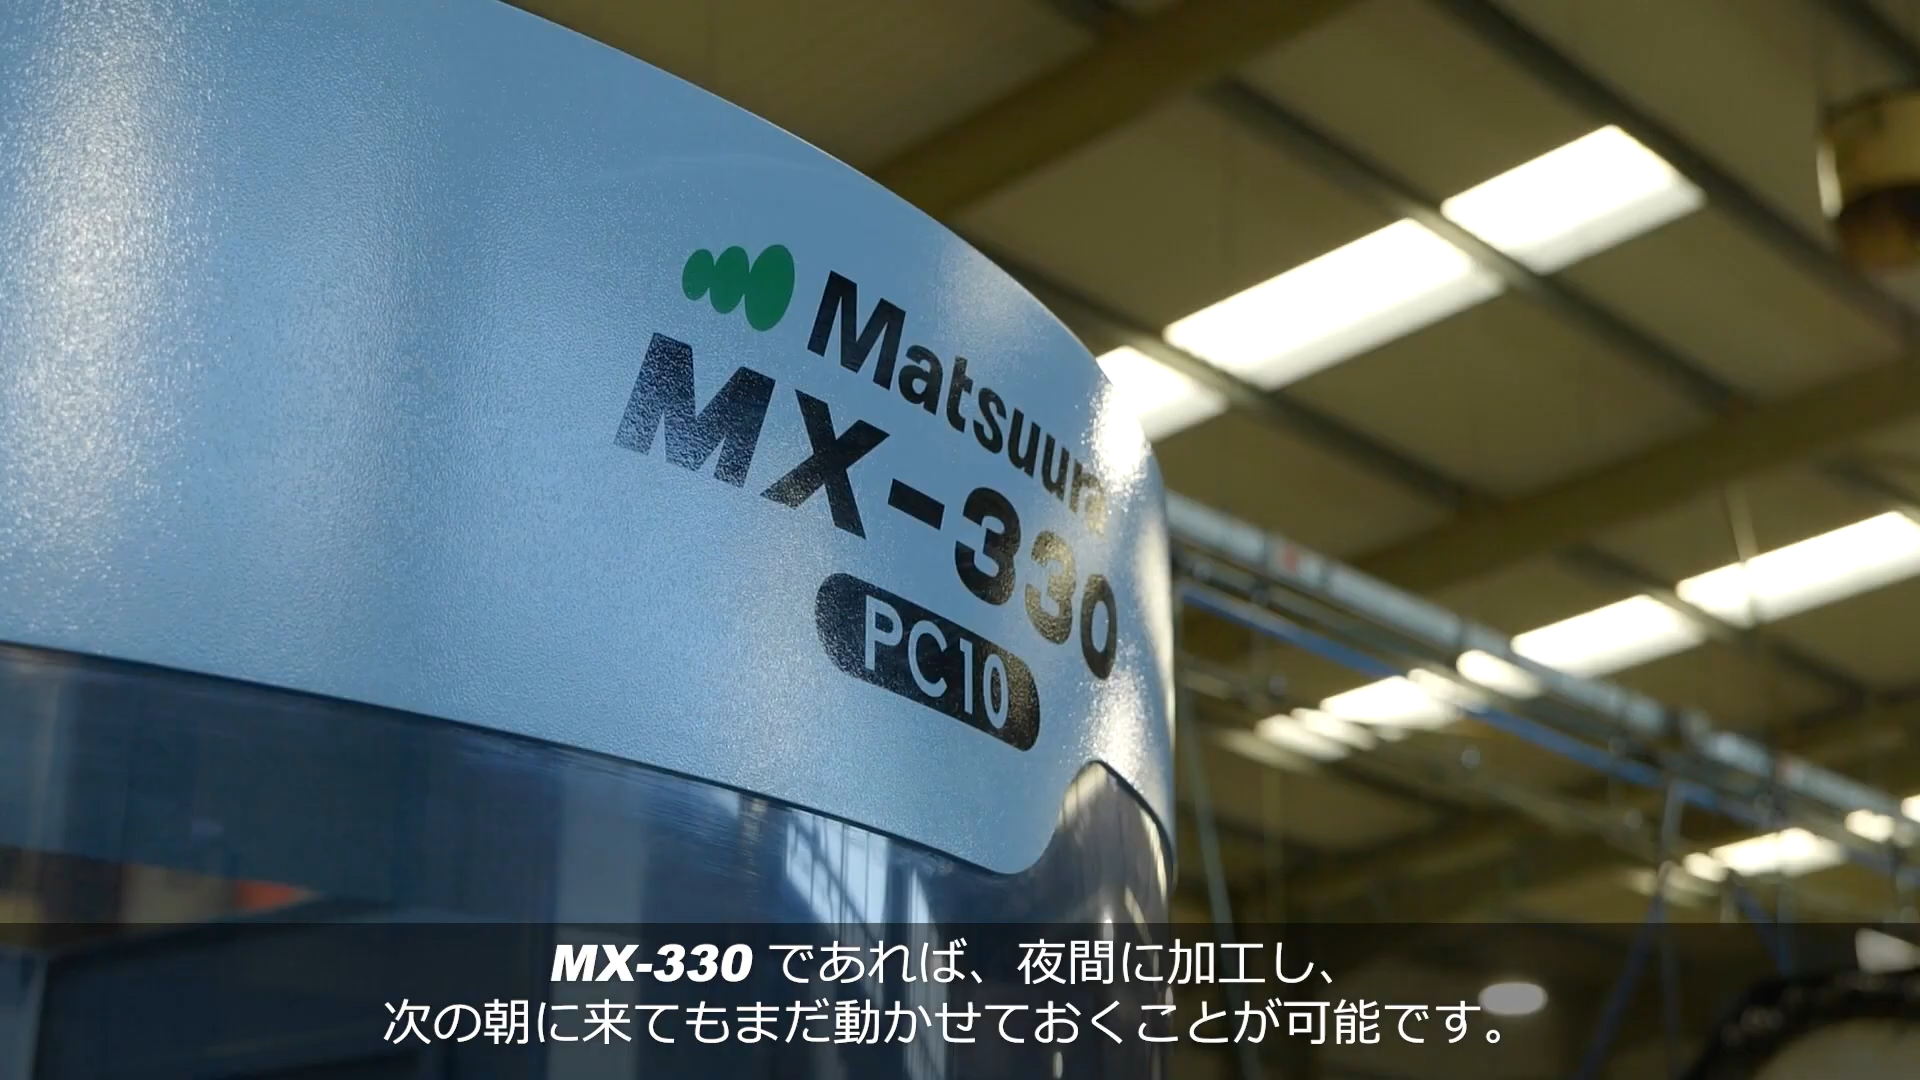 Matsuura
MX-330
PC10
MX-330 であれば、夜間に加工し、
次の朝に来てもまだ動かせておくことが可能です。